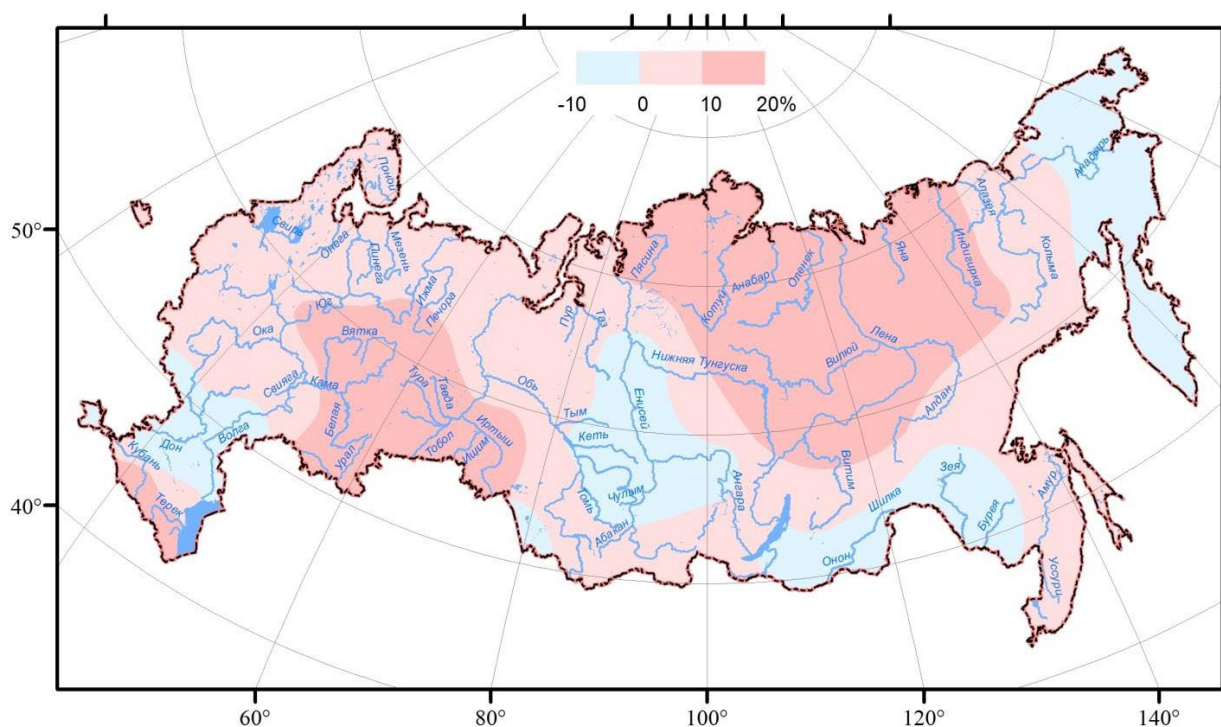 -10 0 10 20%
50°
40°
60° 80° 100° 120° 140°
Поной
Свирь
Онега
Пинега
Мезень
Ижма
Печора
Юг
Вятка
Ока
Свияга
Кама
Белая
Тура
Тавда
Тобол
Ишим
Иртыш
Урал
Волга
Дон
Кубань
Терек
Обь
Пур
Таз
Тым
Кеть
Чулым
Томь
Абакан
Енисей
Нижняя Тунгуска
Ангара
Пясина
Котуй
Анабар
Оленек
Вилюй
Лена
Алдан
Витим
Яна
Индигирка
Алазея
Колыма
Анадырь
Онон
Шилка
Зея
Бурея
Амур
Уссури